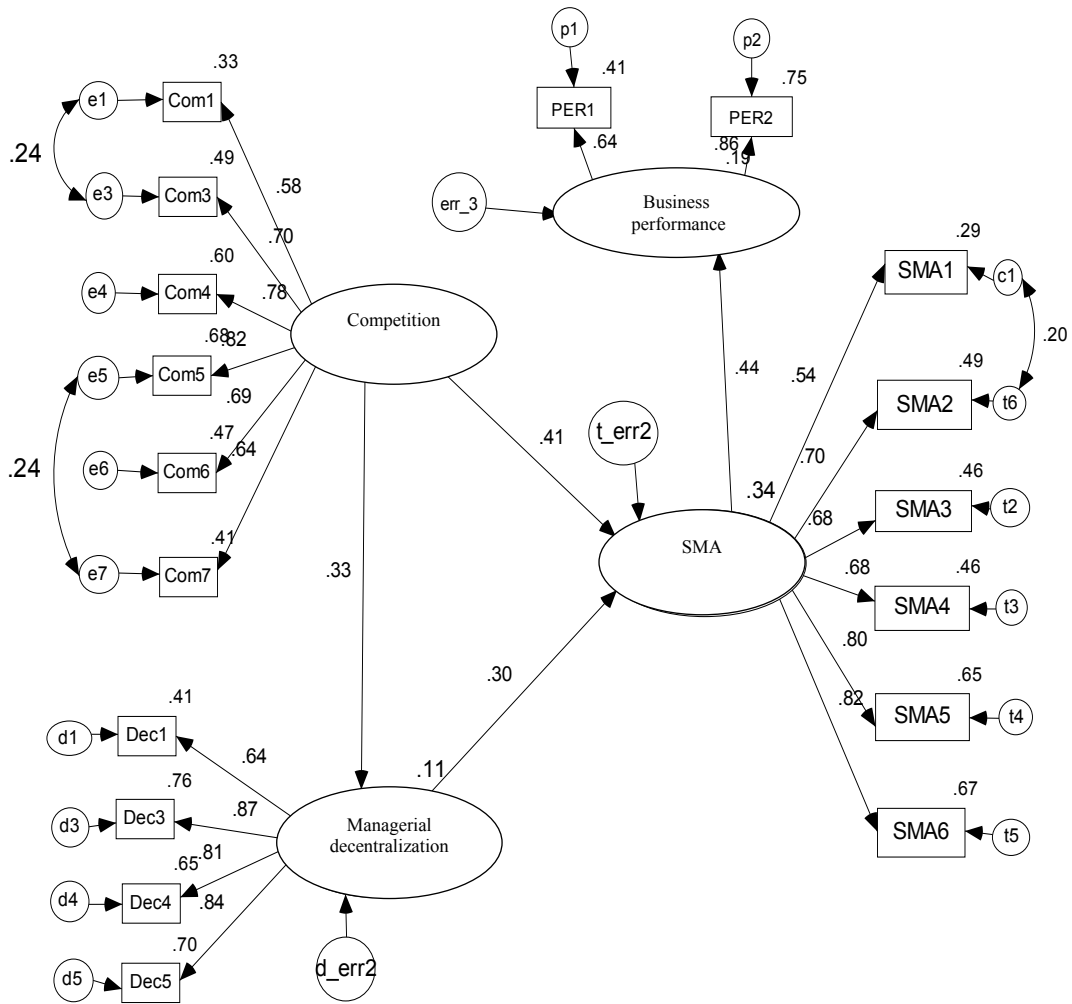 p1
p2
.33
.41
.75
e1
Com1
PER1
PER2
.24
.49
.58
.64
.86
.19
e3
Com3
err_3
Business
performance
.70
.60
.29
e4
Com4
.78
SMA1
c1
Competition
.68
.82
.20
e5
Com5
.44
.54
.49
.69
SMA2
t6
.47
.64
.41
t_err2
.70
.24
e6
Com6
.34
.46
.68
SMA3
t2
.41
SMA
e7
Com7
.33
.68
.46
SMA4
t3
.80
.30
.65
.41
.82
SMA5
t4
d1
Dec1
.64
.11
.76
.67
d3
Dec3
.87
Managerial
decentralization
SMA6
t5
.81
.65
d4
Dec4
.84
.70
d_err2
d5
Dec5